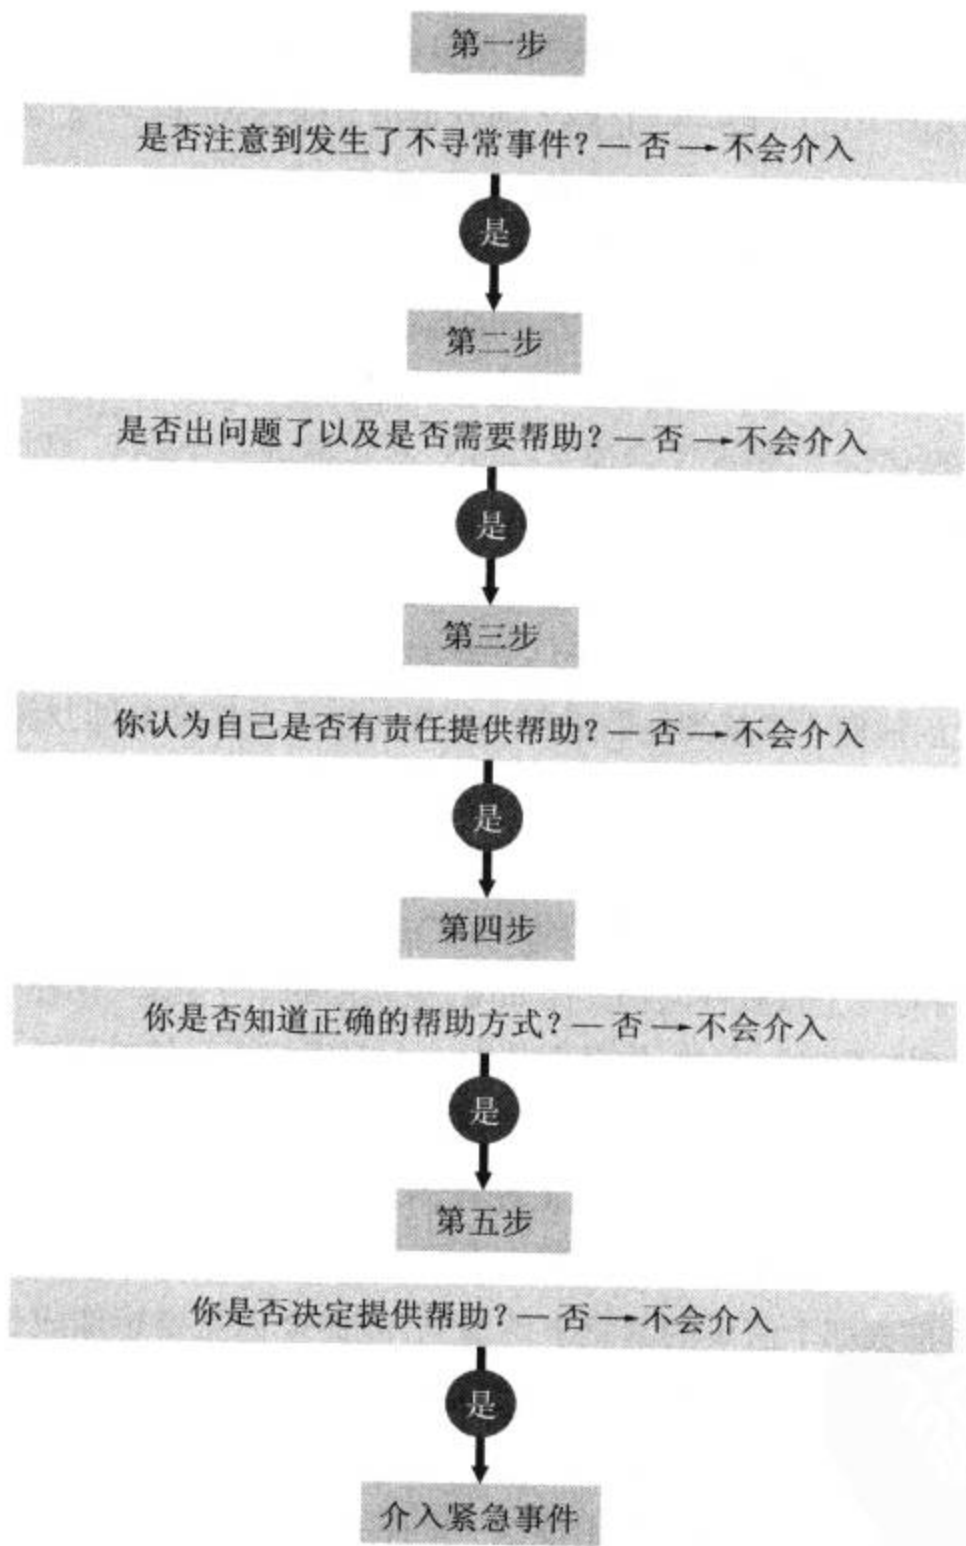 第一步
是否注意到发生了不寻常事件？— 否 → 不会介入
是
第二步
是否出问题了以及是否需要帮助？— 否 → 不会介入
是
第三步
你认为自己是否有责任提供帮助？— 否 → 不会介入
是
第四步
你是否知道正确的帮助方式？— 否 → 不会介入
是
第五步
你是否决定提供帮助？— 否 → 不会介入
是
介入紧急事件